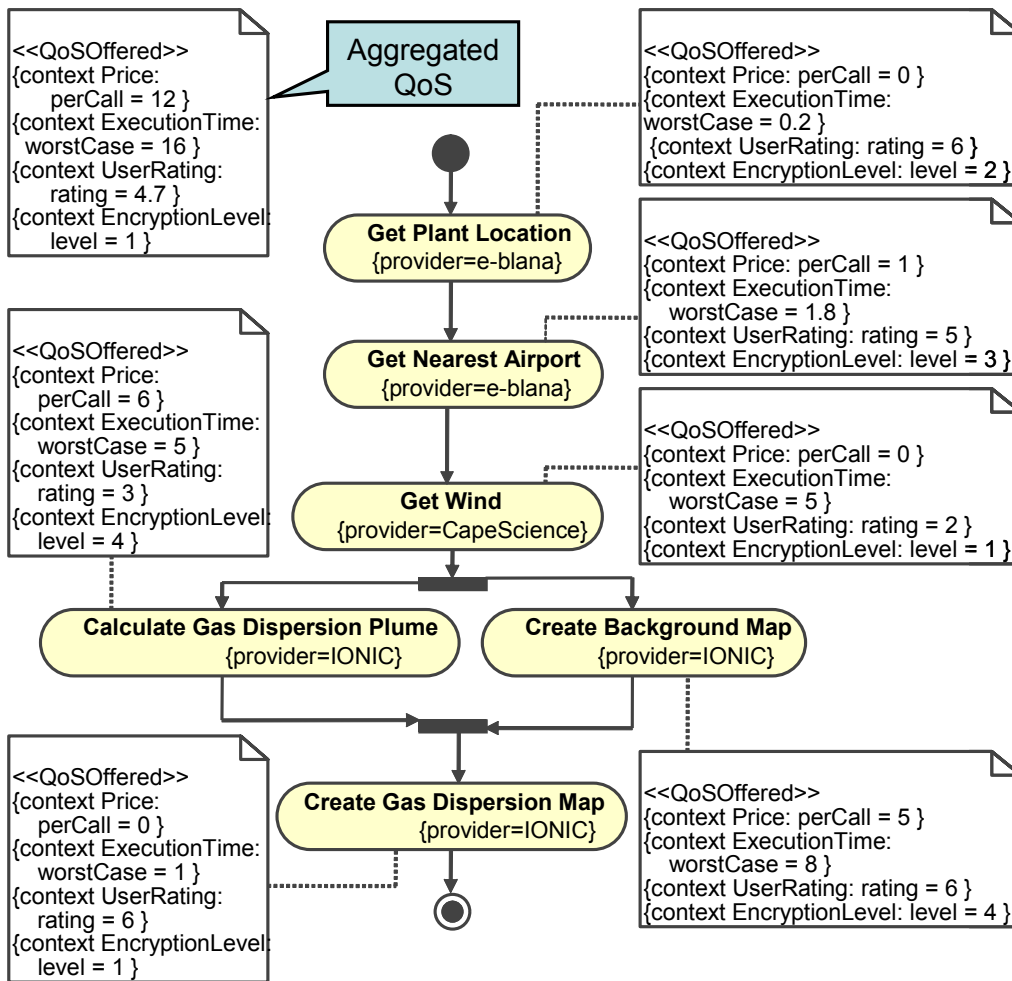 <<QoSOffered>>
{context Price:
perCall = 12 }
{context ExecutionTime:
worstCase = 16 }
{context UserRating:
rating = 4.7 }
{context EncryptionLevel:
level = 1 }
Aggregated
QoS
<<QoSOffered>>
{context Price: perCall = 0 }
{context ExecutionTime:
worstCase = 0.2 }
{context UserRating: rating = 6 }
{context EncryptionLevel: level = 2 }
Get Plant Location
{provider=e-blana}
<<QoSOffered>>
{context Price: perCall = 1 }
{context ExecutionTime:
worstCase = 1.8 }
{context UserRating: rating = 5 }
{context EncryptionLevel: level = 3 }
Get Nearest Airport
{provider=e-blana}
<<QoSOffered>>
{context Price:
perCall = 6 }
{context ExecutionTime:
worstCase = 5 }
{context UserRating:
rating = 3 }
{context EncryptionLevel:
level = 4 }
<<QoSOffered>>
{context Price: perCall = 0 }
{context ExecutionTime:
worstCase = 5 }
{context UserRating: rating = 2 }
{context EncryptionLevel: level = 1 }
Get Wind
{provider=CapeScience}
Calculate Gas Dispersion Plume
{provider=IONIC}
Create Background Map
{provider=IONIC}
<<QoSOffered>>
{context Price:
perCall = 0 }
{context ExecutionTime:
worstCase = 1 }
{context UserRating:
rating = 6 }
{context EncryptionLevel:
level = 1 }
Create Gas Dispersion Map
{provider=IONIC}
<<QoSOffered>>
{context Price: perCall = 5 }
{context ExecutionTime:
worstCase = 8 }
{context UserRating: rating = 6 }
{context EncryptionLevel: level = 4 }